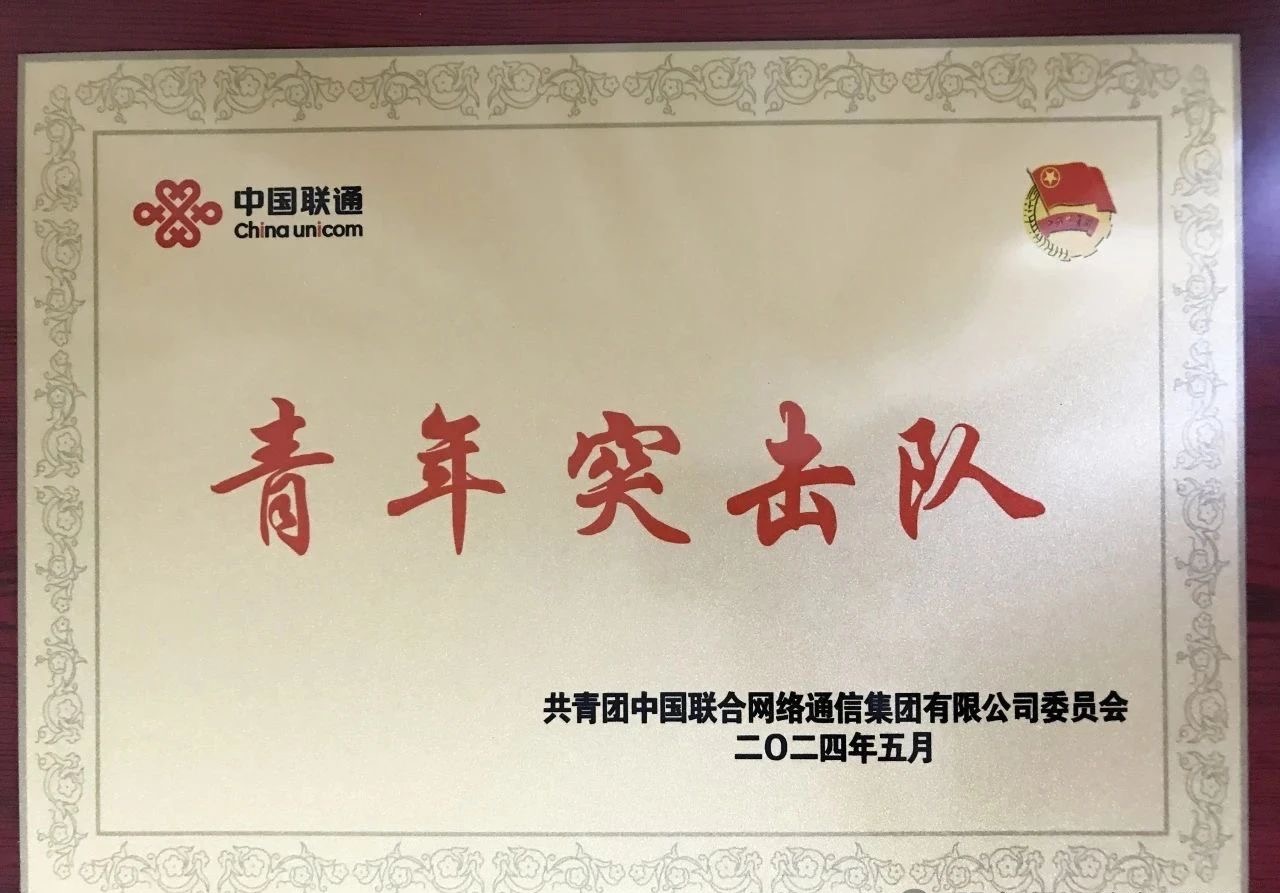 中国联通
China unicom
青年突击队
共青团中国联合网络通信集团有限公司委员会
二〇二四年五月